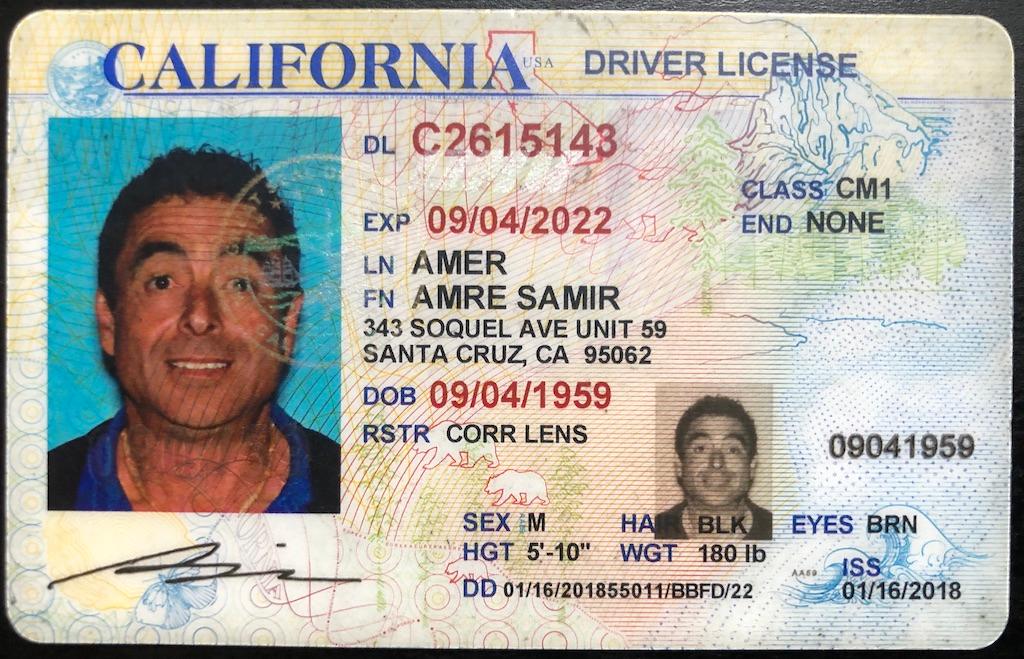 CALIFORNIA USA DRIVER LICENSE
DL C2615143
CLASS CM1
EXP 09/04/2022
END NONE
LN AMER
FN AMRE SAMIR
343 SOQUEL AVE UNIT 59
SANTA CRUZ, CA 95062
DOB 09/04/1959
RSTR CORR LENS
09041959
SEX M HAIR BLK EYES BRN
HGT 5'-10" WGT 180 lb
AA69 ISS
DD 01/16/201855011/BBFD/22 01/16/2018